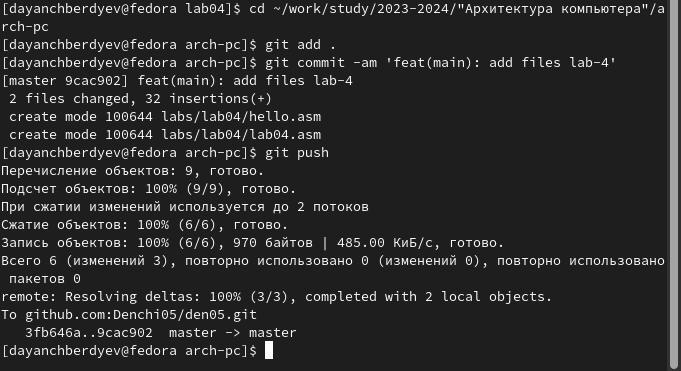 [dayanchberdyev@fedora lab04]$ cd ~/work/study/2023-2024/"Архитектура компьютера"/a
rch-pc
[dayanchberdyev@fedora arch-pc]$ git add .
[dayanchberdyev@fedora arch-pc]$ git commit -am 'feat(main): add files lab-4'
[master 9cac902] feat(main): add files lab-4
 2 files changed, 32 insertions(+)
 create mode 100644 labs/lab04/hello.asm
 create mode 100644 labs/lab04/lab04.asm
[dayanchberdyev@fedora arch-pc]$ git push
Перечисление объектов: 9, готово.
Подсчет объектов: 100% (9/9), готово.
При сжатии изменений используется до 2 потоков
Сжатие объектов: 100% (6/6), готово.
Запись объектов: 100% (6/6), 970 байтов | 485.00 КиБ/с, готово.
Всего 6 (изменений 3), повторно использовано 0 (изменений 0), повторно использовано
 пакетов 0
remote: Resolving deltas: 100% (3/3), completed with 2 local objects.
To github.com:Denchi05/den05.git
   3fb646a..9cac902  master -> master
[dayanchberdyev@fedora arch-pc]$